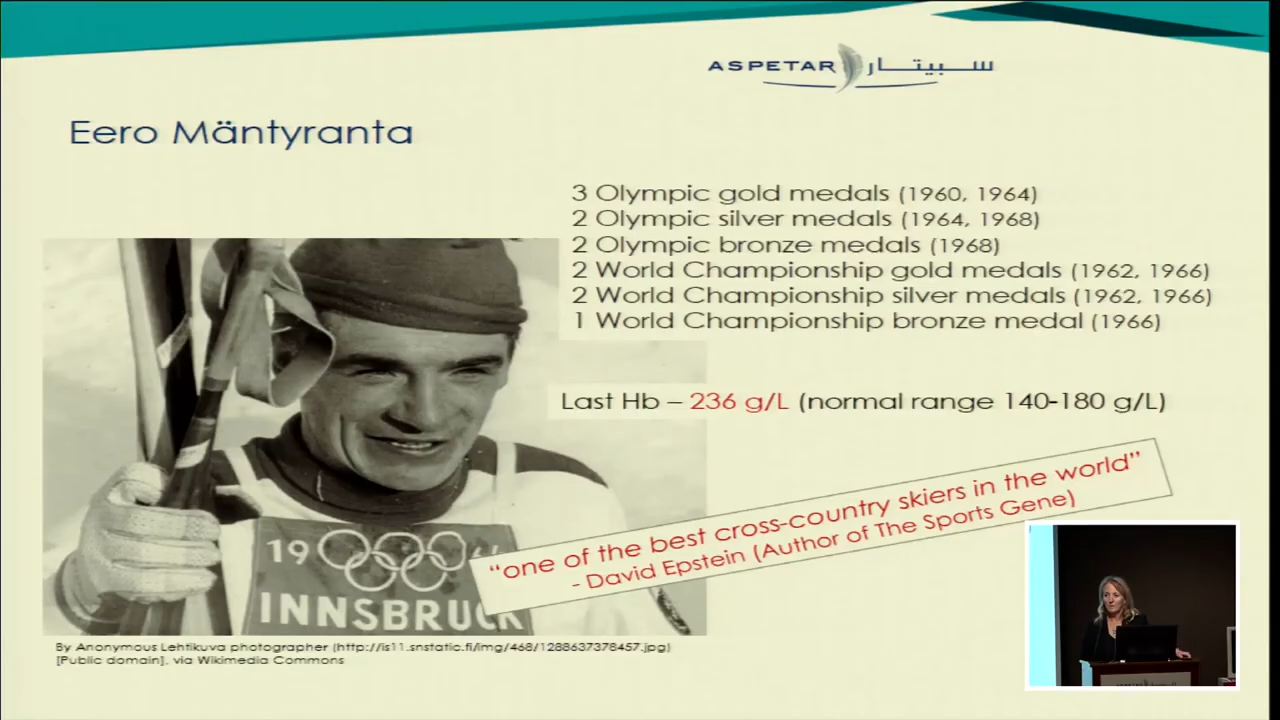 ASPETAR سبيتار
Eero Mäntyranta
3 Olympic gold medals (1960, 1964)
2 Olympic silver medals (1964, 1968)
2 Olympic bronze medals (1968)
2 World Championship gold medals (1962, 1966)
2 World Championship silver medals (1962, 1966)
1 World Championship bronze medal (1966)
Last Hb – 236 g/L (normal range 140-180 g/L)
"one of the best cross-country skiers in the world"
- David Epstein (Author of The Sports Gene)
19
INNSBRUCK
By Anonymous Lehtikuva photographer (http://is11.snstatic.fi/img/468/1288637378457.jpg)
[Public domain], via Wikimedia Commons